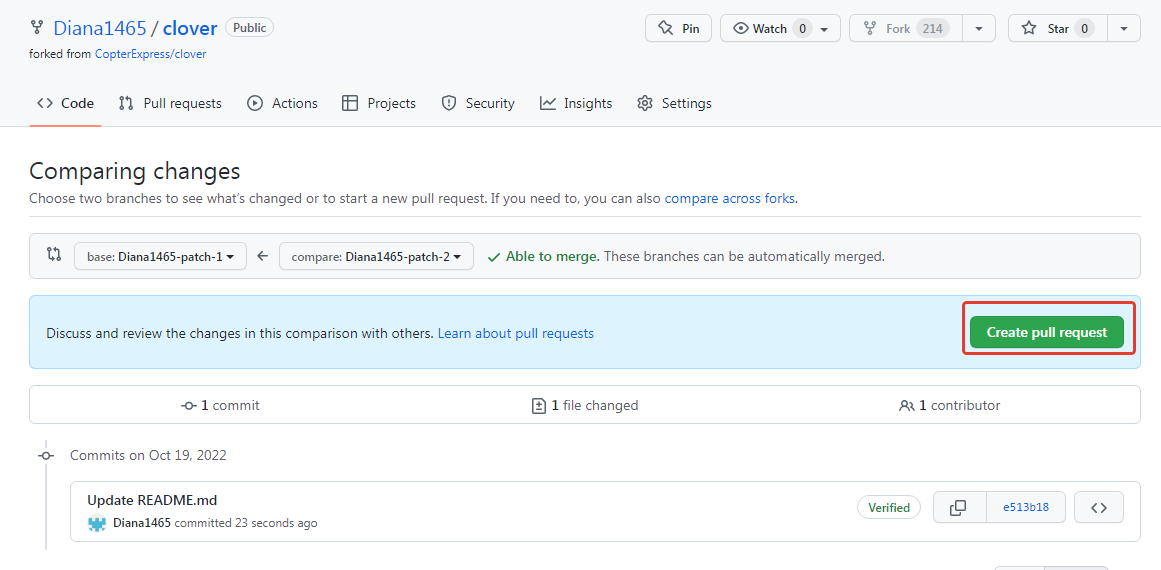 Diana1465 / clover Public
Pin
Watch 0
Fork 214
Star 0
forked from CopterExpress/clover
Code
Pull requests
Actions
Projects
Security
Insights
Settings
Comparing changes
Choose two branches to see what's changed or to start a new pull request. If you need to, you can also compare across forks.
base: Diana1465-patch-1
compare: Diana1465-patch-2
Able to merge. These branches can be automatically merged.
Discuss and review the changes in this comparison with others. Learn about pull requests
Create pull request
1 commit
1 file changed
1 contributor
Commits on Oct 19, 2022
Update README.md
Diana1465 committed 23 seconds ago
Verified
e513b18